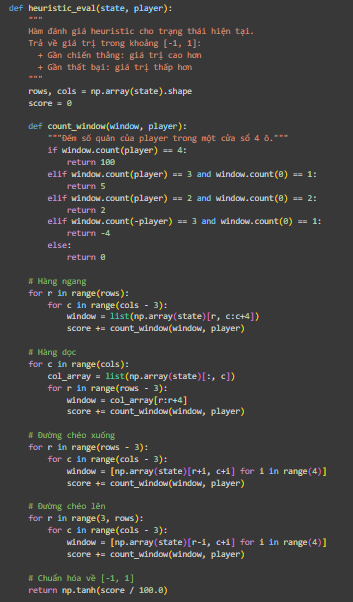 def heuristic_eval(state, player):
    """
    Hàm đánh giá heuristic cho trạng thái hiện tại.
    Trả về giá trị trong khoảng [-1, 1]:
      + Gần chiến thắng: giá trị cao hơn
      + Gần thất bại: giá trị thấp hơn
    """
    rows, cols = np.array(state).shape
    score = 0

    def count_window(window, player):
        """Đếm số quân của player trong một cửa sổ 4 ô."""
        if window.count(player) == 4:
            return 100
        elif window.count(player) == 3 and window.count(0) == 1:
            return 5
        elif window.count(player) == 2 and window.count(0) == 2:
            return 2
        elif window.count(-player) == 3 and window.count(0) == 1:
            return -4
        else:
            return 0

    # Hàng ngang
    for r in range(rows):
        for c in range(cols - 3):
            window = list(np.array(state)[r, c:c+4])
            score += count_window(window, player)

    # Hàng dọc
    for c in range(cols):
        col_array = list(np.array(state)[:, c])
        for r in range(rows - 3):
            window = col_array[r:r+4]
            score += count_window(window, player)

    # Đường chéo xuống
    for r in range(rows - 3):
        for c in range(cols - 3):
            window = [np.array(state)[r+i, c+i] for i in range(4)]
            score += count_window(window, player)

    # Đường chéo lên
    for r in range(3, rows):
        for c in range(cols - 3):
            window = [np.array(state)[r-i, c+i] for i in range(4)]
            score += count_window(window, player)

    # Chuẩn hóa về [-1, 1]
    return np.tanh(score / 100.0)